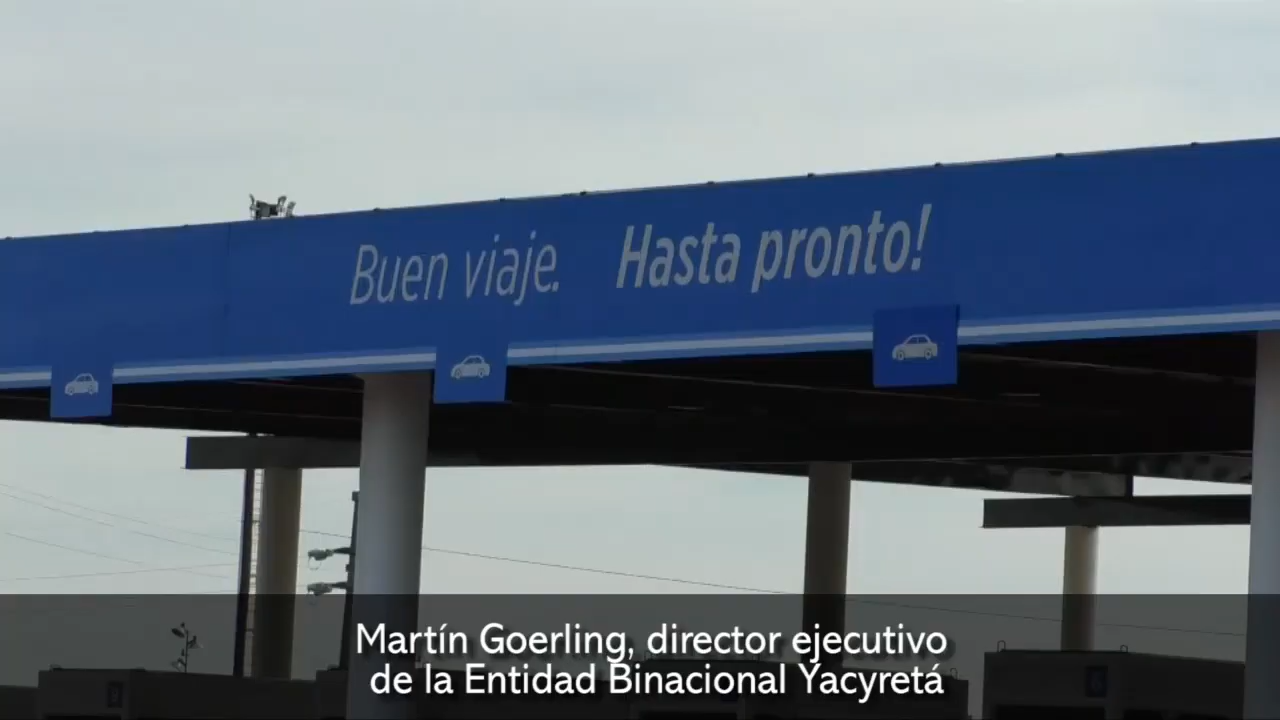 Buen viaje. Hasta pronto!
Martín Goerling, director ejecutivo
de la Entidad Binacional Yacyretá